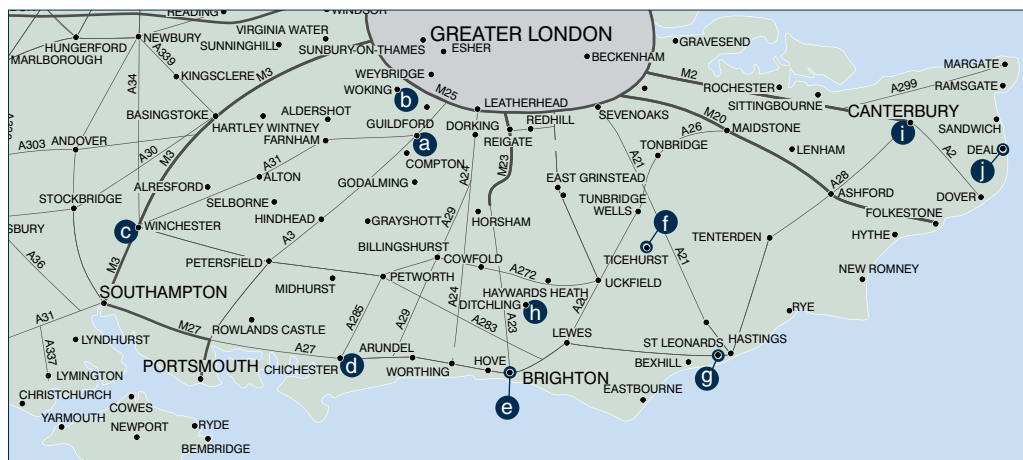 READING
WINDSOR
HUNGERFORD
NEWBURY
VIRGINIA WATER
GREATER LONDON
GRAVESEND
MARLBOROUGH
SUNNINGHILL
SUNBURY-ON-THAMES
ESHER
BECKENHAM
A339
M3
A34
KINGSCLERE
WEYBRIDGE
M25
WOKING
b
M2
ROCHESTER
A299
MARGATE
RAMSGATE
SITTINGBOURNE
BASINGSTOKE
ALDERSHOT
HARTLEY WINTNEY
GUILDFORD
LEATHERHEAD
SEVENOAKS
M20
CANTERBURY
i
SANDWICH
ANDOVER
A303
A30
M3
FARNHAM
a
DORKING
REDHILL
REIGATE
A26
MAIDSTONE
A21
TONBRIDGE
LENHAM
A2
DEAL
j
A31
ALTON
COMPTON
M23
ALRESFORD
GODALMING
A24
EAST GRINSTEAD
A28
ASHFORD
DOVER
STOCKBRIDGE
SELBORNE
TUNBRIDGE
WELLS
c
WINCHESTER
HINDHEAD
GRAYSHOTT
A29
HORSHAM
f
FOLKESTONE
SBURY
A3
BILLINGSHURST
TENTERDEN
HYTHE
A36
M3
PETERSFIELD
COWFOLD
TICEHURST
A21
PETWORTH
A272
NEW ROMNEY
SOUTHAMPTON
MIDHURST
HAYWARDS HEATH
UCKFIELD
DITCHLING
h
A31
M27
ROWLANDS CASTLE
A285
A29
A24
A283
A23
RYE
A337
LYNDHURST
A27
ARUNDEL
LEWES
ST LEONARDS
HASTINGS
PORTSMOUTH
CHICHESTER
d
WORTHING
HOVE
BRIGHTON
BEXHILL
g
LYMINGTON
EASTBOURNE
CHRISTCHURCH
COWES
e
YARMOUTH
NEWPORT
RYDE
BEMBRIDGE